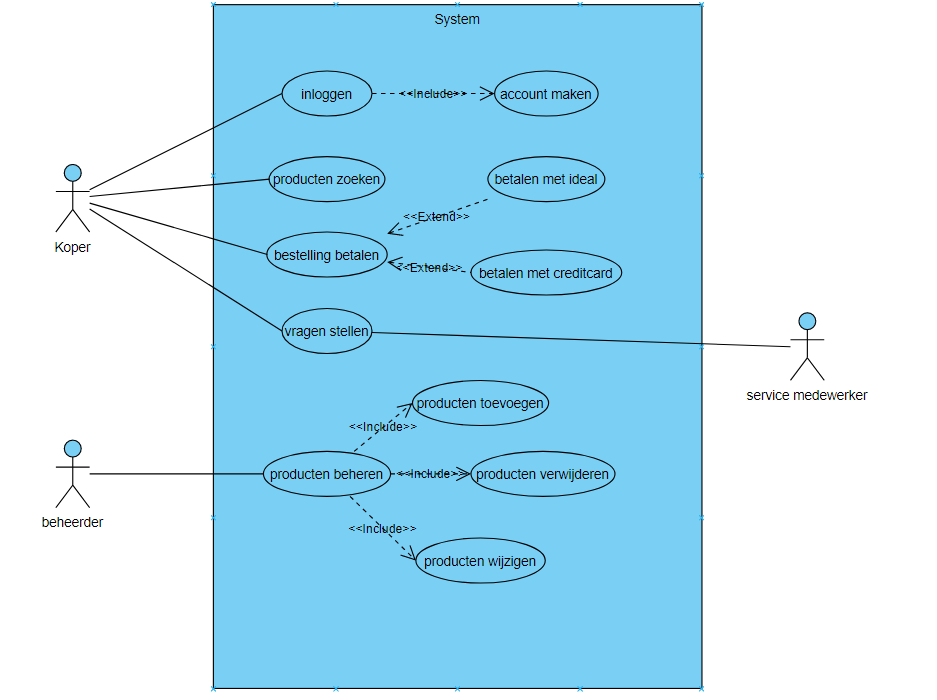 System
inloggen
<<Include>>
account maken
producten zoeken
betalen met ideal
<<Extend>>
Koper
bestelling betalen
<<Extend>>
betalen met creditcard
vragen stellen
service medewerker
producten toevoegen
<<Include>>
producten beheren
<<Include>>
producten verwijderen
beheerder
<<Include>>
producten wijzigen